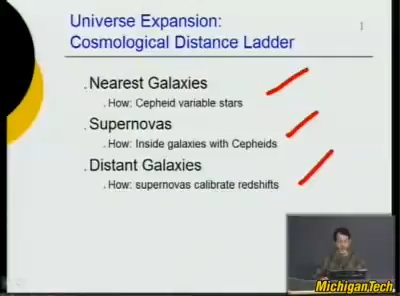 Universe Expansion:
Cosmological Distance Ladder
1
Nearest Galaxies
How: Cepheid variable stars
Supernovas
How: Inside galaxies with Cepheids
Distant Galaxies
How: supernovas calibrate redshifts
MichiganTech